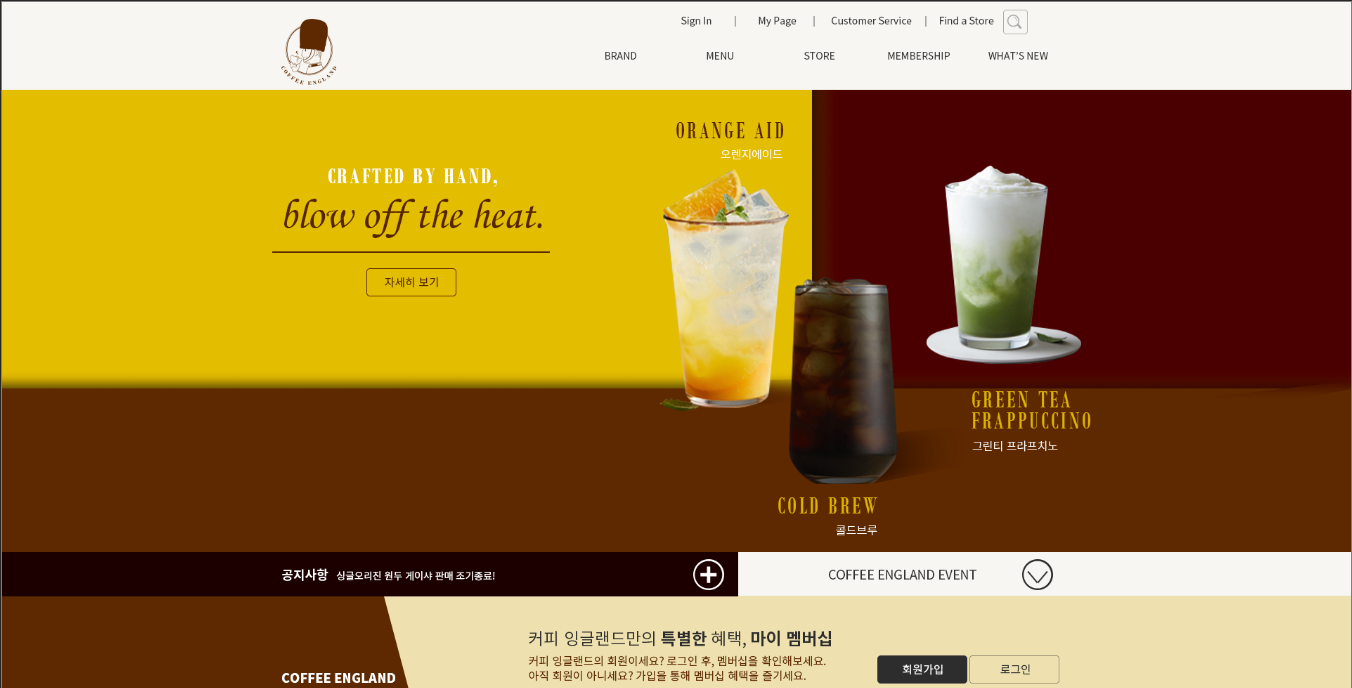 Sign In | My Page | Customer Service | Find a Store
COFFEE ENGLAND
BRAND MENU STORE MEMBERSHIP WHAT'S NEW
ORANGE AID
오렌지에이드
CRAFTED BY HAND,
blow off the heat.
자세히 보기
GREEN TEA
FRAPPUCCINO
그린티 프라프치노
COLD BREW
콜드브루
공지사항 싱글오리진 원두 게이샤 판매 조기종료!
COFFEE ENGLAND EVENT
커피 잉글랜드만의 특별한 혜택, 마이 멤버십
커피 잉글랜드의 회원이세요? 로그인 후, 멤버십을 확인해보세요.
아직 회원이 아니세요? 가입을 통해 멤버십 혜택을 즐기세요.
회원가입
로그인
COFFEE ENGLAND